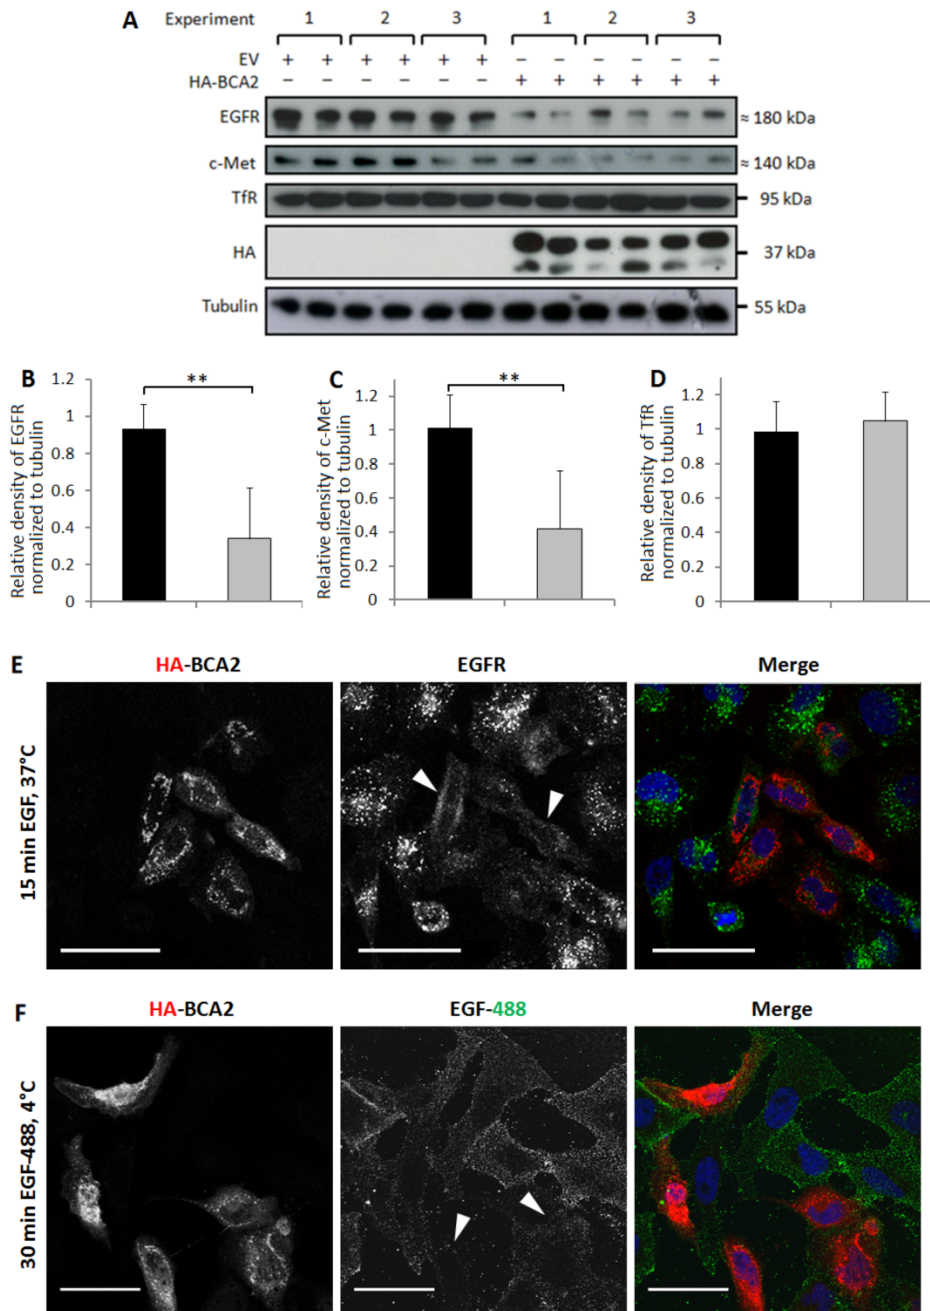 A Experiment 1 2 3 1 2 3
EV + + + + + + – – – – – –
HA-BCA2 – – – – – – + + + + + +
EGFR ≈ 180 kDa
c-Met ≈ 140 kDa
TfR 95 kDa
HA 37 kDa
Tubulin 55 kDa
B
Relative density of EGFR
normalized to tubulin
1.2
1
0.8
0.6
0.4
0.2
0
**
C
Relative density of c-Met
normalized to tubulin
1.2
1
0.8
0.6
0.4
0.2
0
**
D
Relative density of TfR
normalized to tubulin
1.2
1
0.8
0.6
0.4
0.2
0
E HA-BCA2 EGFR Merge
15 min EGF, 37°C
F HA-BCA2 EGF-488 Merge
30 min EGF-488, 4°C